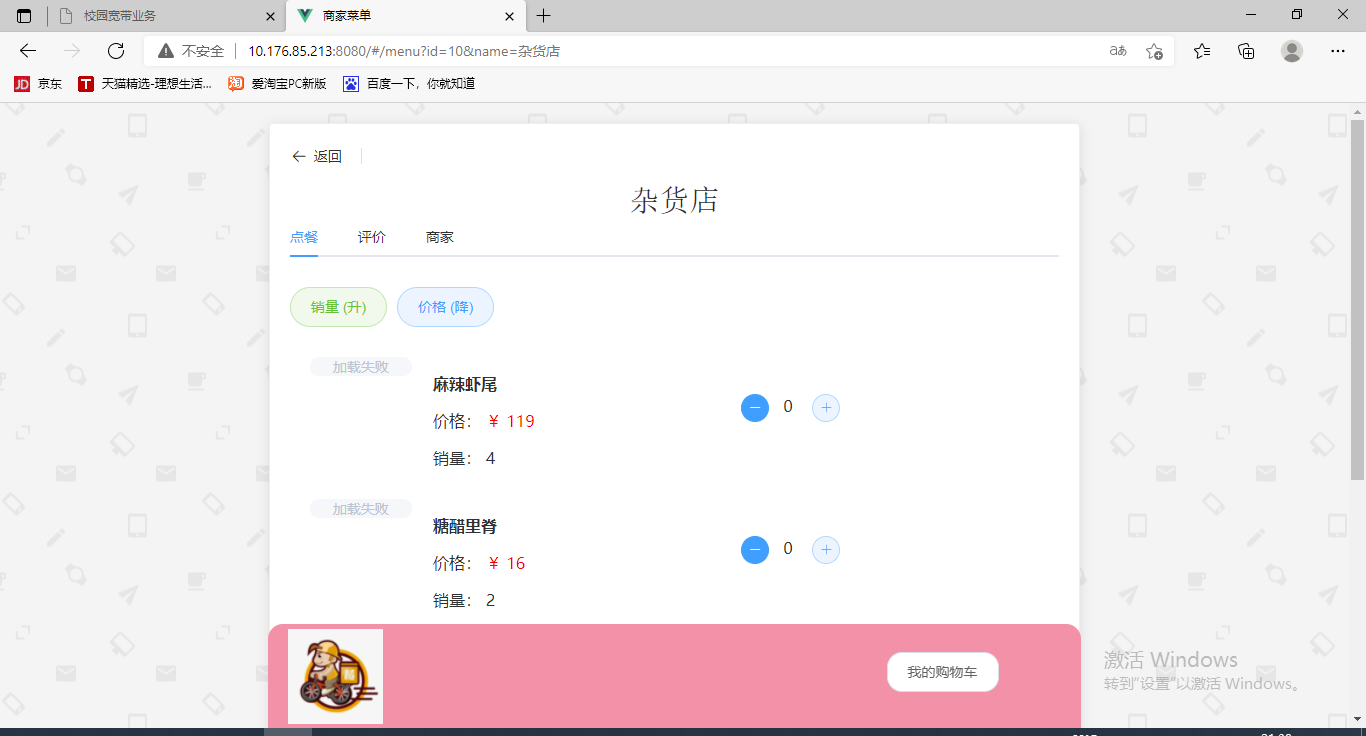 校园宽带业务
商家菜单
不安全 10.176.85.213:8080/#/menu?id=10&name=杂货店
京东 天猫精选-理想生活... 爱淘宝PC新版 百度一下，你就知道
返回
杂货店
点餐 评价 商家
销量 (升) 价格 (降)
加载失败
麻辣虾尾
价格： ¥ 119
0
销量： 4
加载失败
糖醋里脊
价格： ¥ 16
0
销量： 2
我的购物车
激活 Windows
转到"设置"以激活 Windows。